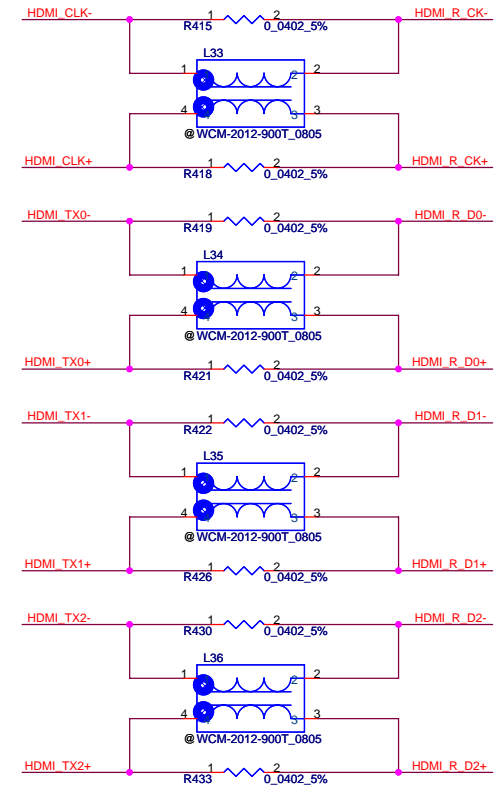 HDMI_CLK- 1 2 HDMI_R_CK-
R415 0_0402_5%
L33
1 2 2
4 3 3
@WCM-2012-900T_0805
HDMI_CLK+ 1 2 HDMI_R_CK+
R418 0_0402_5%
HDMI_TX0- 1 2 HDMI_R_D0-
R419 0_0402_5%
L34
1 2 2
4 3 3
@WCM-2012-900T_0805
HDMI_TX0+ 1 2 HDMI_R_D0+
R421 0_0402_5%
HDMI_TX1- 1 2 HDMI_R_D1-
R422 0_0402_5%
L35
1 2 2
4 3 3
@WCM-2012-900T_0805
HDMI_TX1+ 1 2 HDMI_R_D1+
R426 0_0402_5%
HDMI_TX2- 1 2 HDMI_R_D2-
R430 0_0402_5%
L36
1 2 2
4 3 3
@WCM-2012-900T_0805
HDMI_TX2+ 1 2 HDMI_R_D2+
R433 0_0402_5%